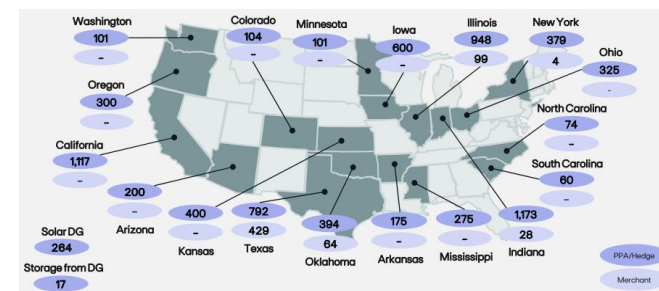 Washington
101
-
Colorado
104
-
Minnesota
101
-
Iowa
600
-
Illinois
948
99
New York
379
4
Ohio
325
-
Oregon
300
-
North Carolina
74
-
California
1,117
-
South Carolina
60
-
200
-
Arizona
400
-
Kansas
792
429
Texas
394
64
Oklahoma
175
-
Arkansas
275
-
Mississippi
1,173
28
Indiana
Solar DG
264
Storage from DG
17
PPA/Hedge
Merchant